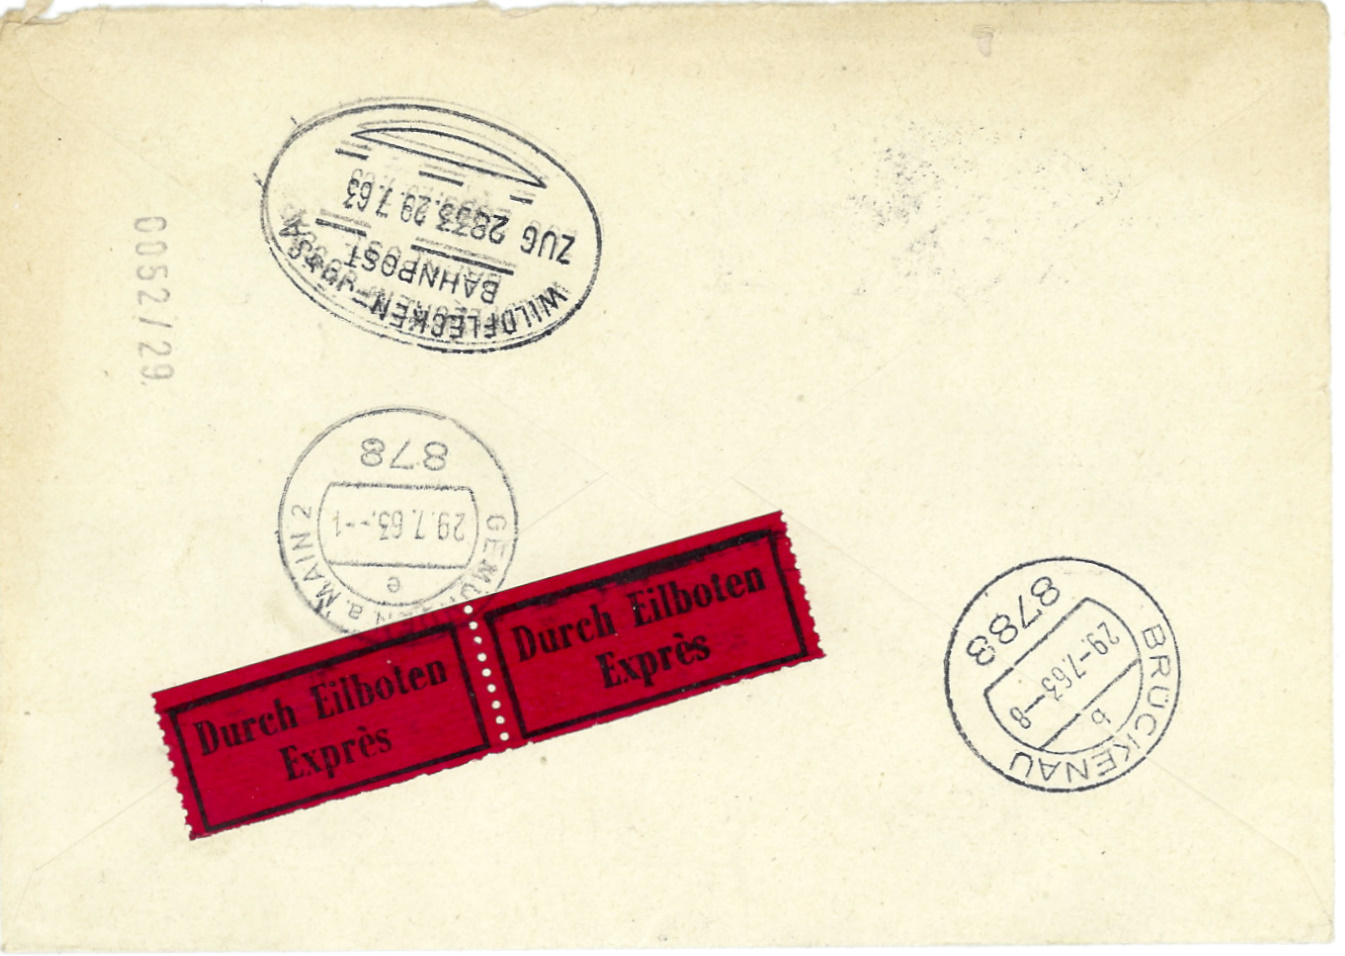 WILDFLECKEN-JOSSA
BAHNPOST
ZUG 2833.29.7.63
0052/29.
878
29.7.63.--1
e
GEMÜNDEN a. MAIN 2
Durch Eilboten
Exprès
Durch Eilboten
Exprès
8788
29.-7.63-8
b
BRÜCKENAU